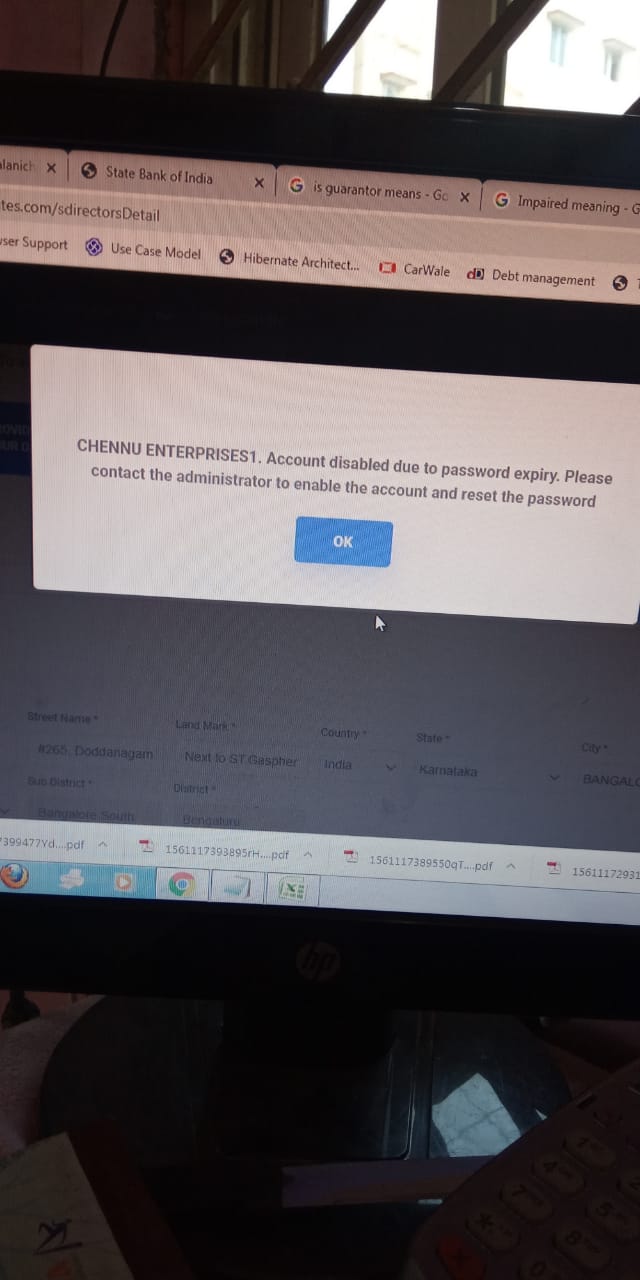 State Bank of India
is guarantor means - Go
Impaired meaning - G
tes.com/sdirectorsDetail
ser Support
Use Case Model
Hibernate Architect...
CarWale
dD Debt management
CHENNU ENTERPRISES1. Account disabled due to password expiry. Please
contact the administrator to enable the account and reset the password
OK
Street Name *
Land Mark *
Country *
State *
City *
#265, Doddanagam
Next to ST.Gaspher
India
Karnataka
BANGALO
Sub District *
District *
Bangalore South
Bengaluru
399477Yd....pdf
1561117393895rH....pdf
1561117389550qT....pdf
15611172931
hp